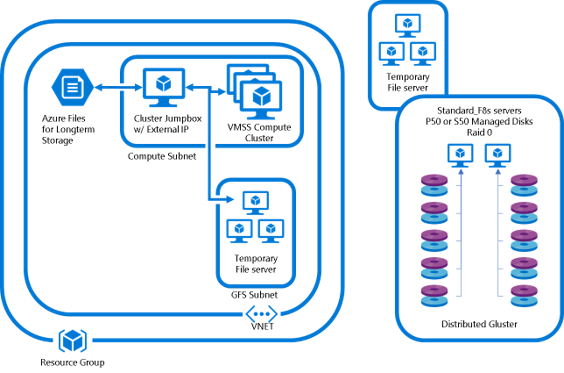 Azure Files
for Longterm
Storage
Cluster Jumpbox
w/ External IP
VMSS Compute
Cluster
Compute Subnet
Temporary
File server
GFS Subnet
VNET
Resource Group
Temporary
File server
Standard_F8s servers
P50 or S50 Managed Disks
Raid 0
Distributed Gluster